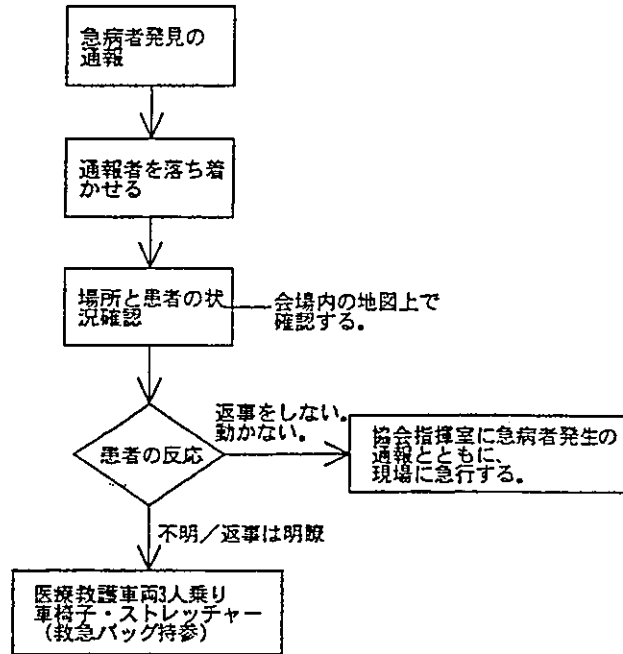 急病者発見の
通報
通報者を落ち着
かせる
場所と患者の状
況確認
会場内の地図上で
確認する。
患者の反応
返事をしない。
動かない。
協会指揮室に急病者発生の
通報とともに、
現場に急行する。
不明／返事は明瞭
医療救護車両3人乗り
車椅子・ストレッチャー
（救急バッグ持参）